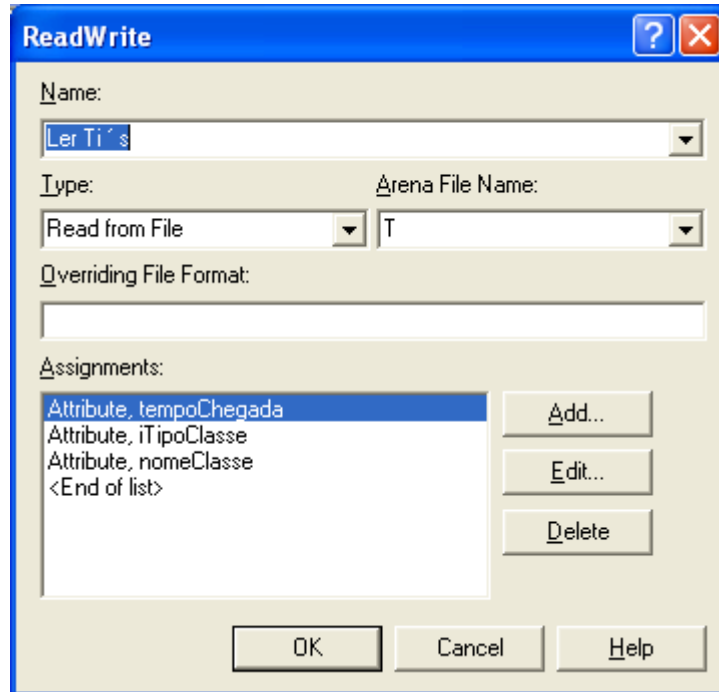 ReadWrite
Name:
Ler Ti´s
Type: Arena File Name:
Read from File T
Overriding File Format:
Assignments:
Attribute, tempoChegada
Attribute, iTipoClasse
Attribute, nomeClasse
<End of list>
Add...
Edit...
Delete
OK Cancel Help